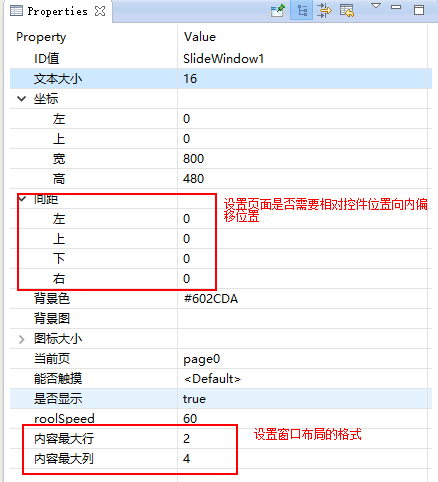 Properties
Property Value
ID值 SlideWindow1
文本大小 16
坐标
左 0
上 0
宽 800
高 480
间距
左 0
上 0
下 0
右 0
设置页面是否需要相对控件位置向内偏
移位置
背景色 #602CDA
背景图
图标大小
当前页 page0
能否触摸 <Default>
是否显示 true
roolSpeed 60
内容最大行 2
内容最大列 4
设置窗口布局的格式